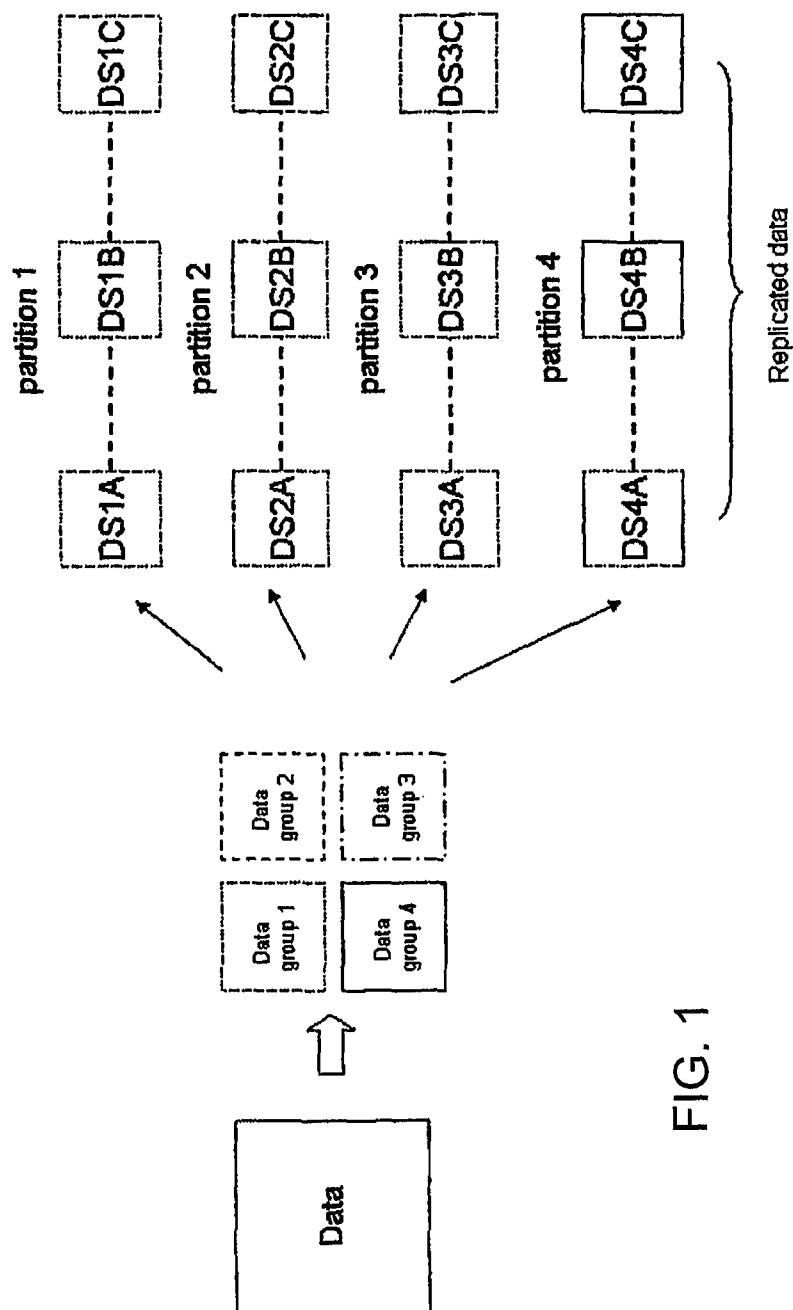 Data
Data
group 1
Data
group 2
Data
group 4
Data
group 3
partition 1
DS1A
DS1B
DS1C
partition 2
DS2A
DS2B
DS2C
partition 3
DS3A
DS3B
DS3C
partition 4
DS4A
DS4B
DS4C
Replicated data
FIG. 1